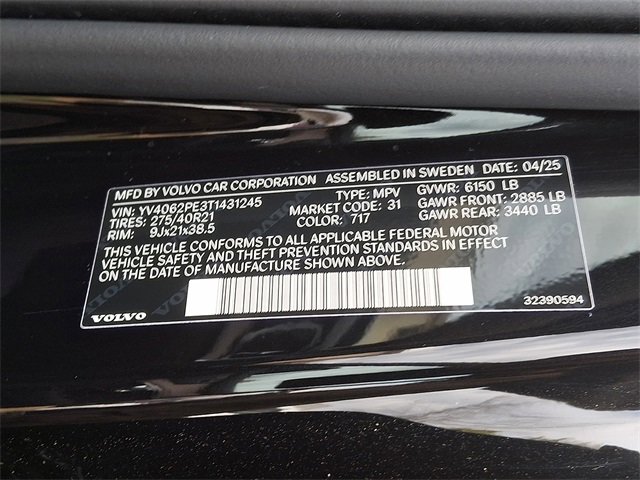 MFD BY VOLVO CAR CORPORATION ASSEMBLED IN SWEDEN DATE: 04/25
VIN: YV4062PE3T1431245 TYPE: MPV GVWR: 6150 LB
TIRES: 275/40R21 MARKET CODE: 31 GAWR FRONT: 2885 LB
RIM: 9Jx21x38.5 COLOR: 717 GAWR REAR: 3440 LB
THIS VEHICLE CONFORMS TO ALL APPLICABLE FEDERAL MOTOR
VEHICLE SAFETY AND THEFT PREVENTION STANDARDS IN EFFECT
ON THE DATE OF MANUFACTURE SHOWN ABOVE.
VOLVO 32390594